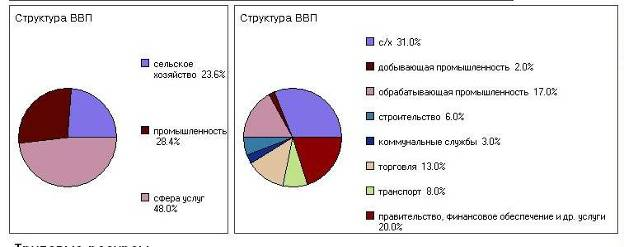 Структура ВВП
сельское
хозяйство 23.6%
промышленность
28.4%
сфера услуг
48.0%
Структура ВВП
с/х 31.0%
добывающая промышленность 2.0%
обрабатывающая промышленность 17.0%
строительство 6.0%
коммунальные службы 3.0%
торговля 13.0%
транспорт 8.0%
правительство, финансовое обеспечение и др. услуги
20.0%